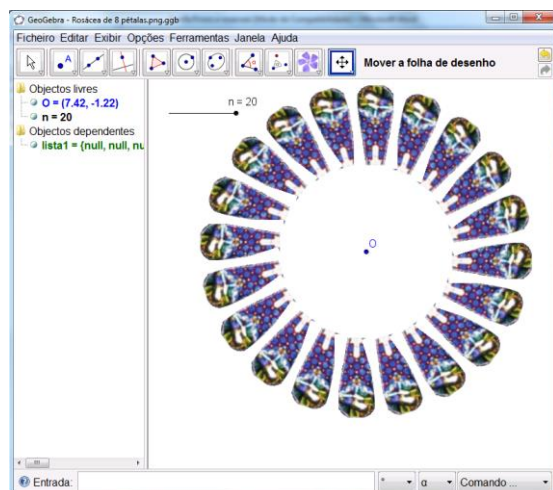 GeoGebra - Rosácea de 8 pétalas.png.ggb
Ficheiro Editar Exibir Opções Ferramentas Janela Ajuda
A
Mover a folha de desenho
Objectos livres
O = (7.42, -1.22)
n = 20
Objectos dependentes
lista1 = {null, null, nu
n = 20
O
Entrada:
α
Comando ...